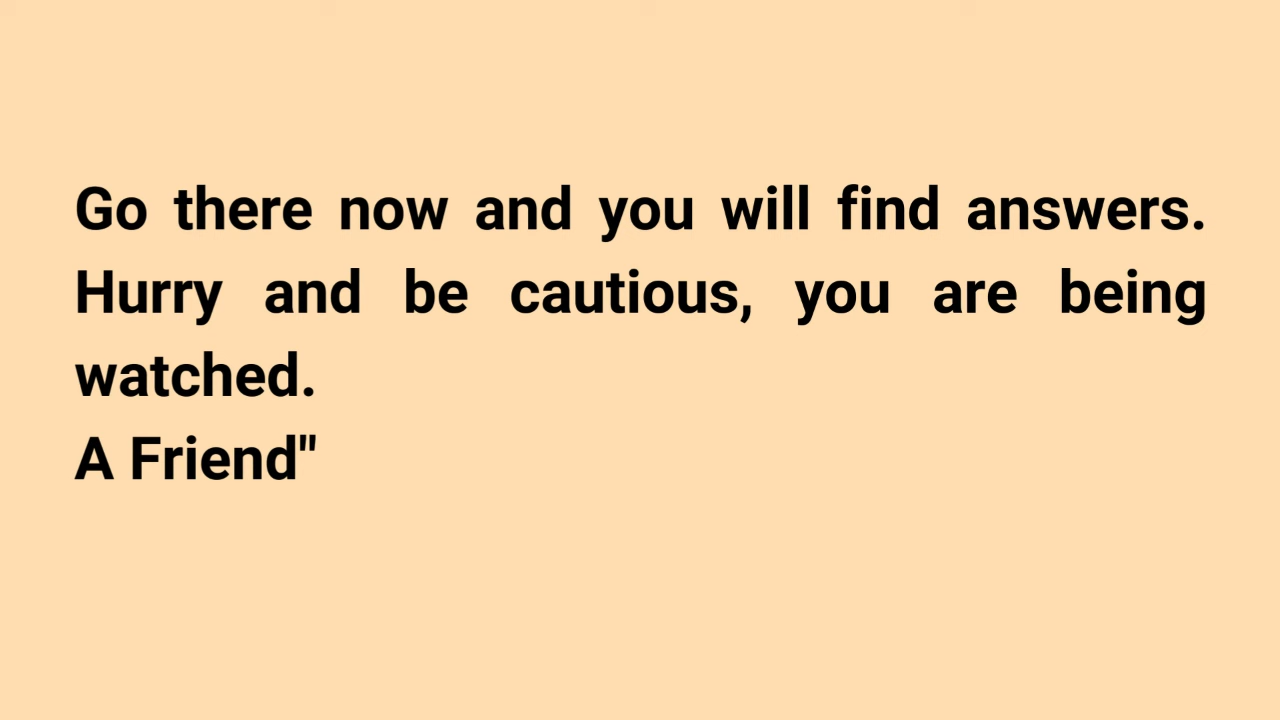 Go there now and you will find answers.
Hurry and be cautious, you are being
watched.
A Friend"